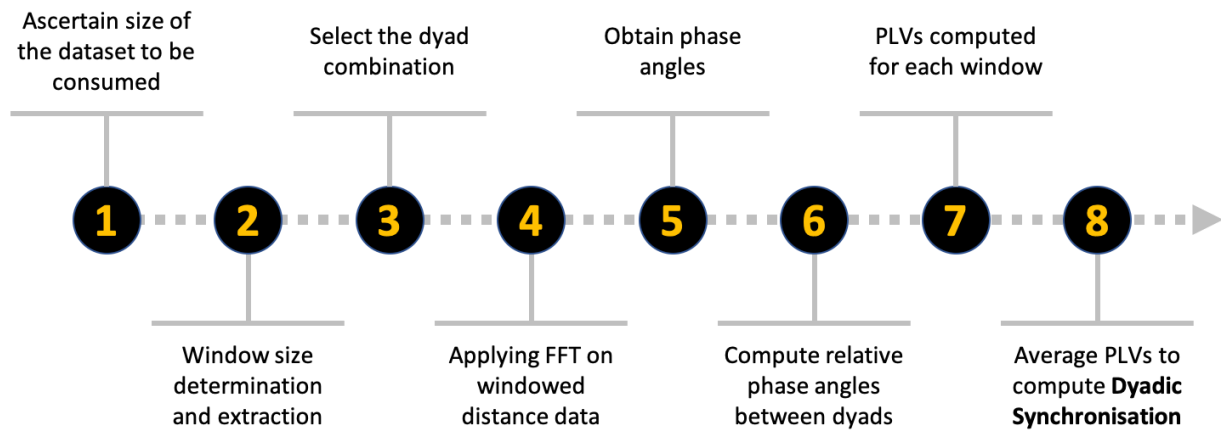 Ascertain size of
the dataset to be
consumed
Select the dyad
combination
Obtain phase
angles
PLVs computed
for each window
1
2
3
4
5
6
7
8
Window size
determination
and extraction
Applying FFT on
windowed
distance data
Compute relative
phase angles
between dyads
Average PLVs to
compute Dyadic
Synchronisation